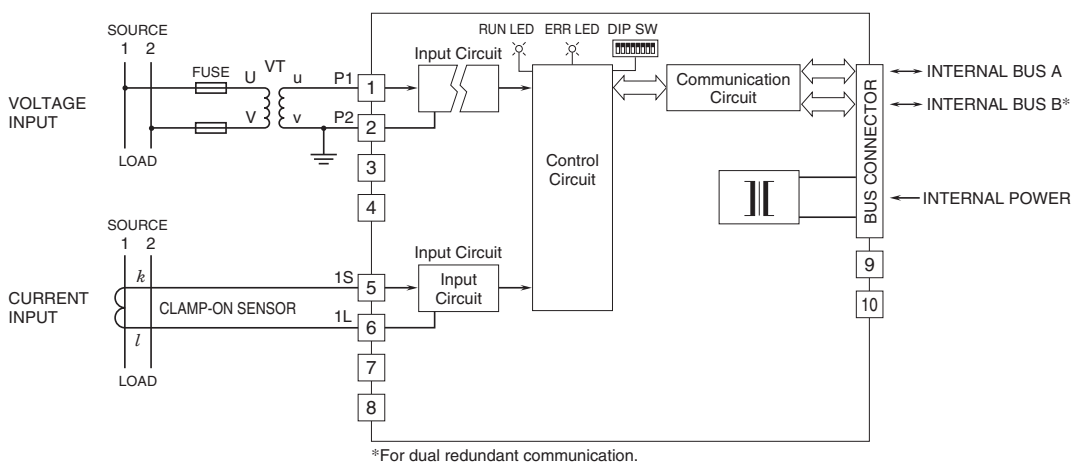 SOURCE
1 2
FUSE
U
VT
u
P1
1
VOLTAGE
INPUT
V
v
P2
2
LOAD
3
4
SOURCE
1 2
k
1S
5
CURRENT
INPUT
CLAMP-ON SENSOR
1L
6
l
LOAD
7
8
RUN LED
ERR LED
DIP SW
Input Circuit
Control
Circuit
Input Circuit
Input
Circuit
Communication
Circuit
BUS CONNECTOR
INTERNAL BUS A
INTERNAL BUS B*
INTERNAL POWER
9
10
*For dual redundant communication.